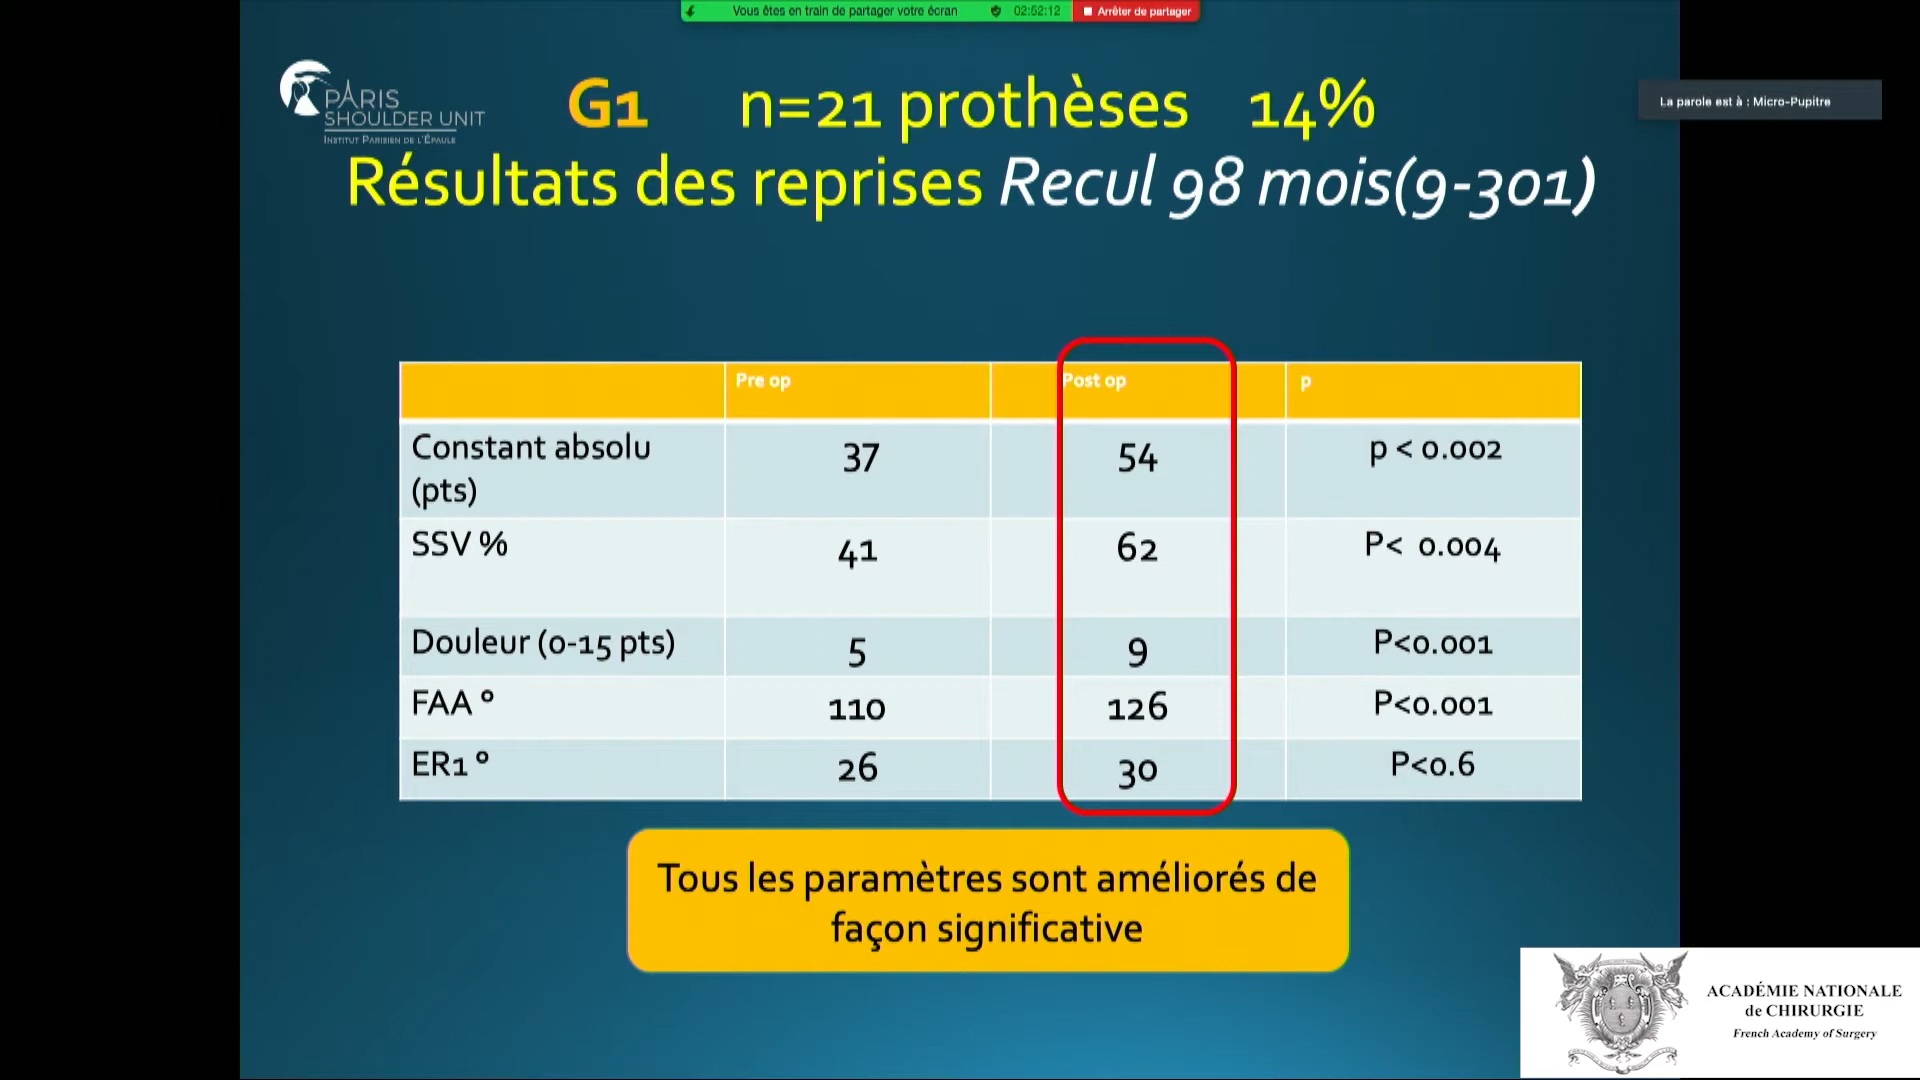 Vous êtes en train de partager votre écran 02:52:12 Arrêter de partager
PARIS
SHOULDER UNIT
INSTITUT PARISIEN DE L'ÉPAULE
G1 n=21 prothèses 14%
La parole est à : Micro-Pupitre
Résultats des reprises Recul 98 mois(9-301)
Pre op Post op p
Constant absolu (pts) 37 54 p < 0.002
SSV % 41 62 P< 0.004
Douleur (0-15 pts) 5 9 P<0.001
FAA ° 110 126 P<0.001
ER1 ° 26 30 P<0.6
Tous les paramètres sont améliorés de
façon significative
ACADÉMIE NATIONALE
de CHIRURGIE
French Academy of Surgery